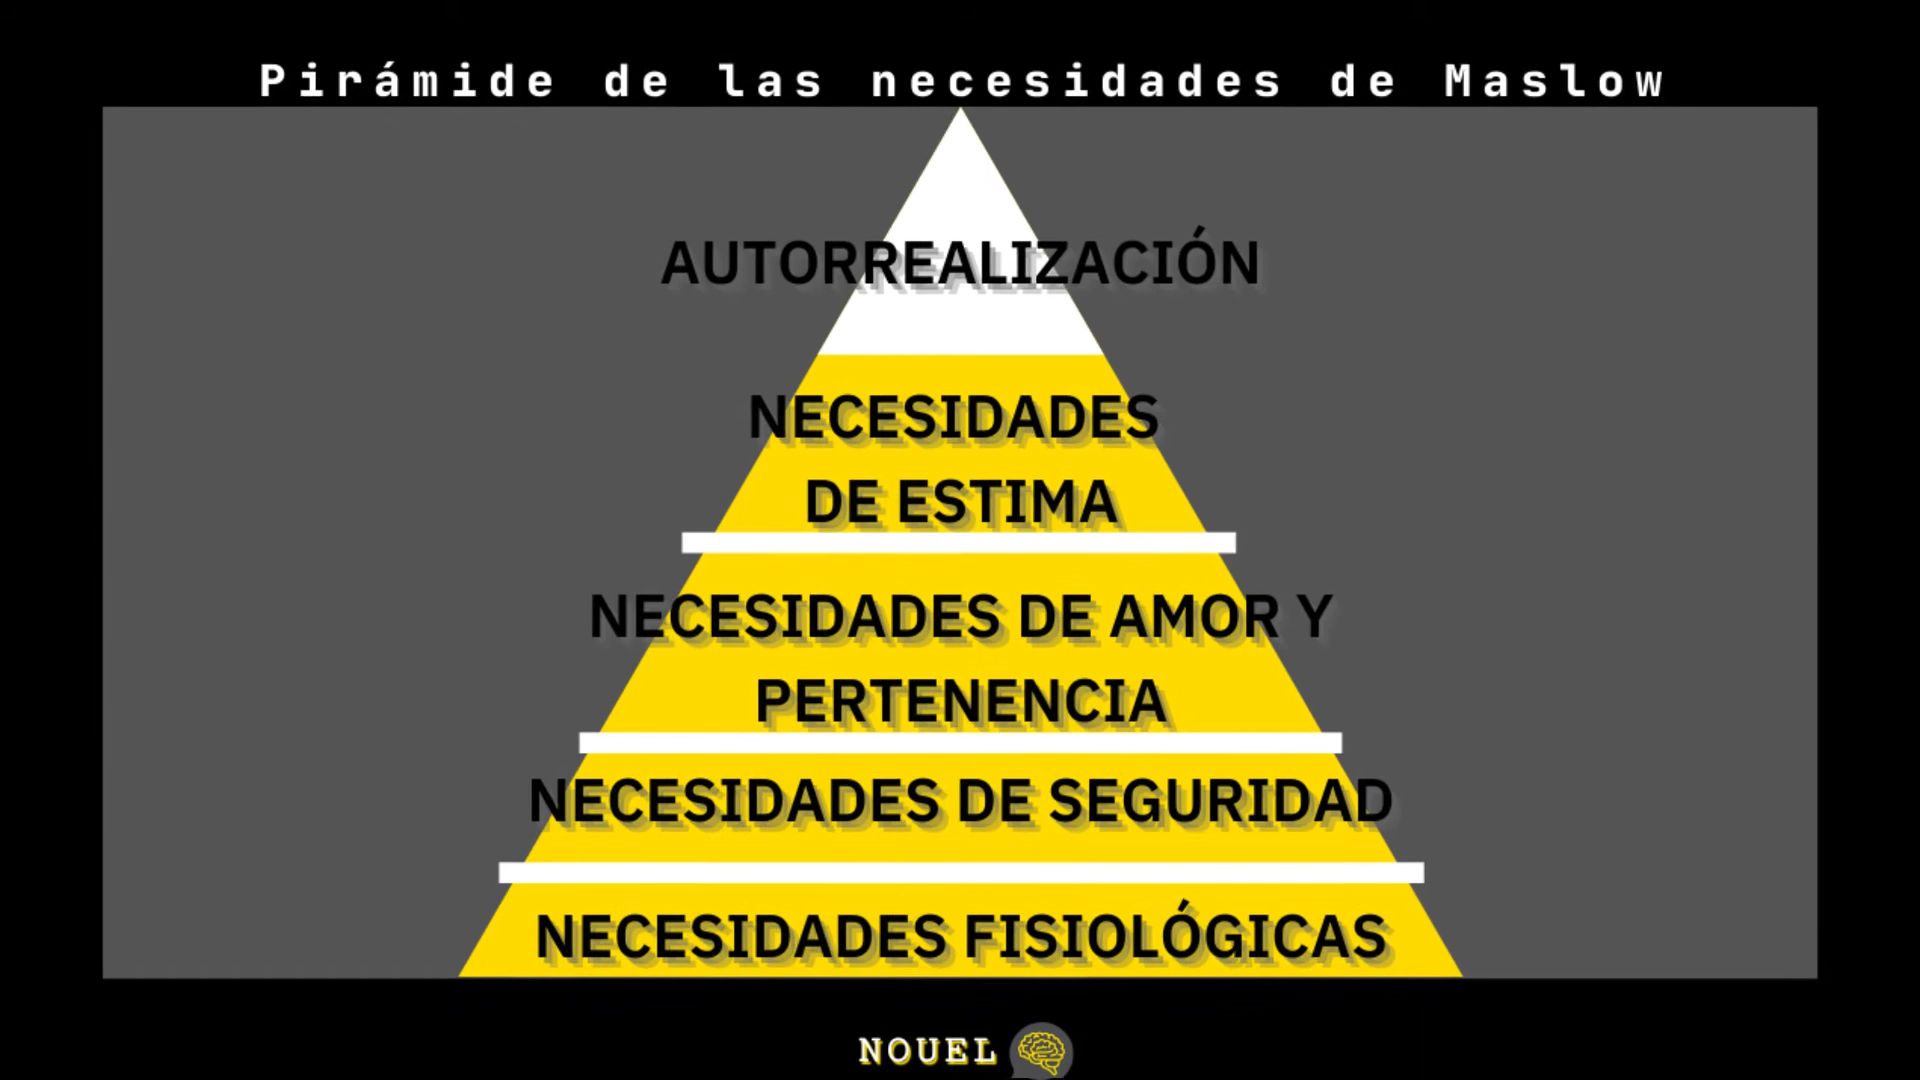 Pirámide de las necesidades de Maslow
AUTORREALIZACIÓN
NECESIDADES
DE ESTIMA
NECESIDADES DE AMOR Y
PERTENENCIA
NECESIDADES DE SEGURIDAD
NECESIDADES FISIOLÓGICAS
NOUEL